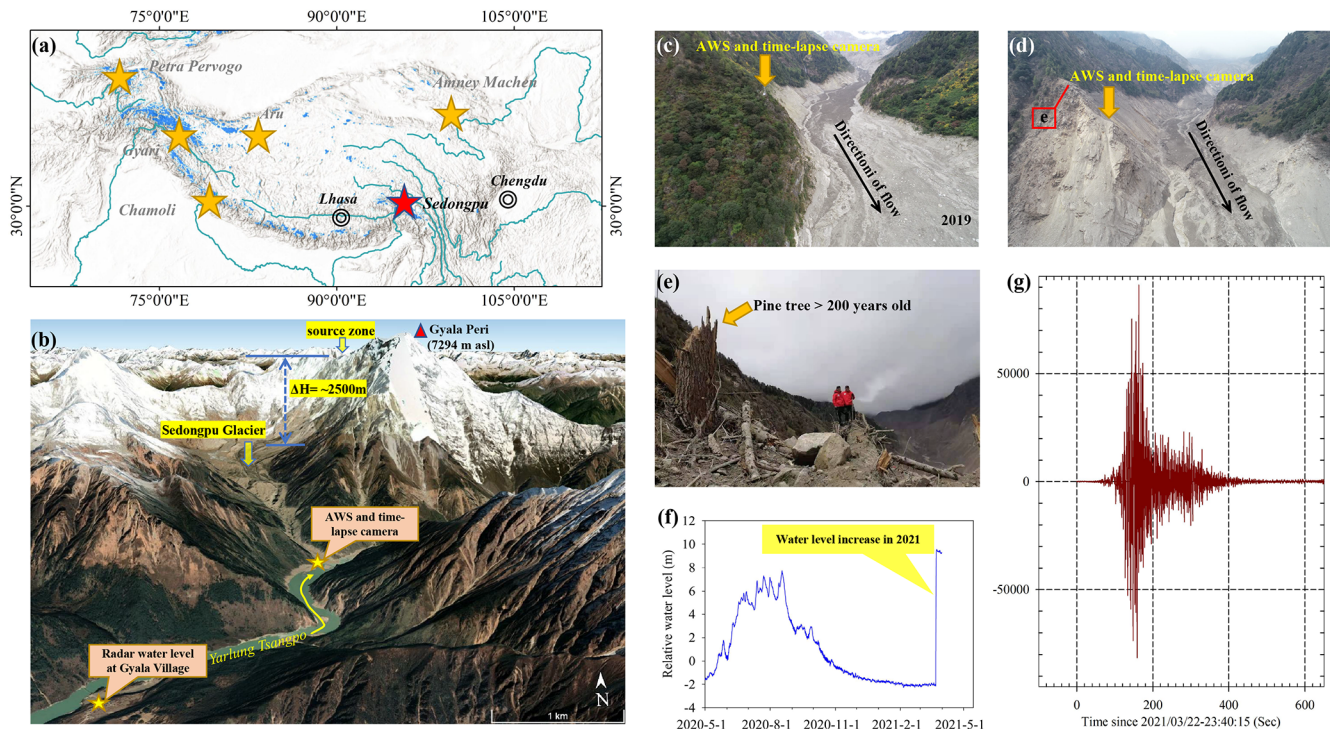 75°0'0"E
90°0'0"E
105°0'0"E
(a)
Petra Pervogo
Amney Machen
Aru
Gyari
Chamoli
Lhasa
Chengdu
Sedongpu
30°0'0"N
30°0'0"N
75°0'0"E
90°0'0"E
105°0'0"E
(b)
source zone
Gyala Peri
(7294 m asl)
ΔH= ~2500m
Sedongpu Glacier
AWS and time-
lapse camera
Yarlung Tsangpo
Radar water level
at Gyala Village
N
1 km
(c)
AWS and time-lapse camera
Direction­i of flow
2019
(d)
AWS and time-lapse camera
e
Directioni of flow
(e)
Pine tree > 200 years old
(f)
Water level increase in 2021
Relative water level (m)
12
10
8
6
4
2
0
-2
-4
2020-5-1
2020-8-1
2020-11-1
2021-2-1
2021-5-1
(g)
50000
0
-50000
0
200
400
600
Time since 2021/03/22-23:40:15 (Sec)